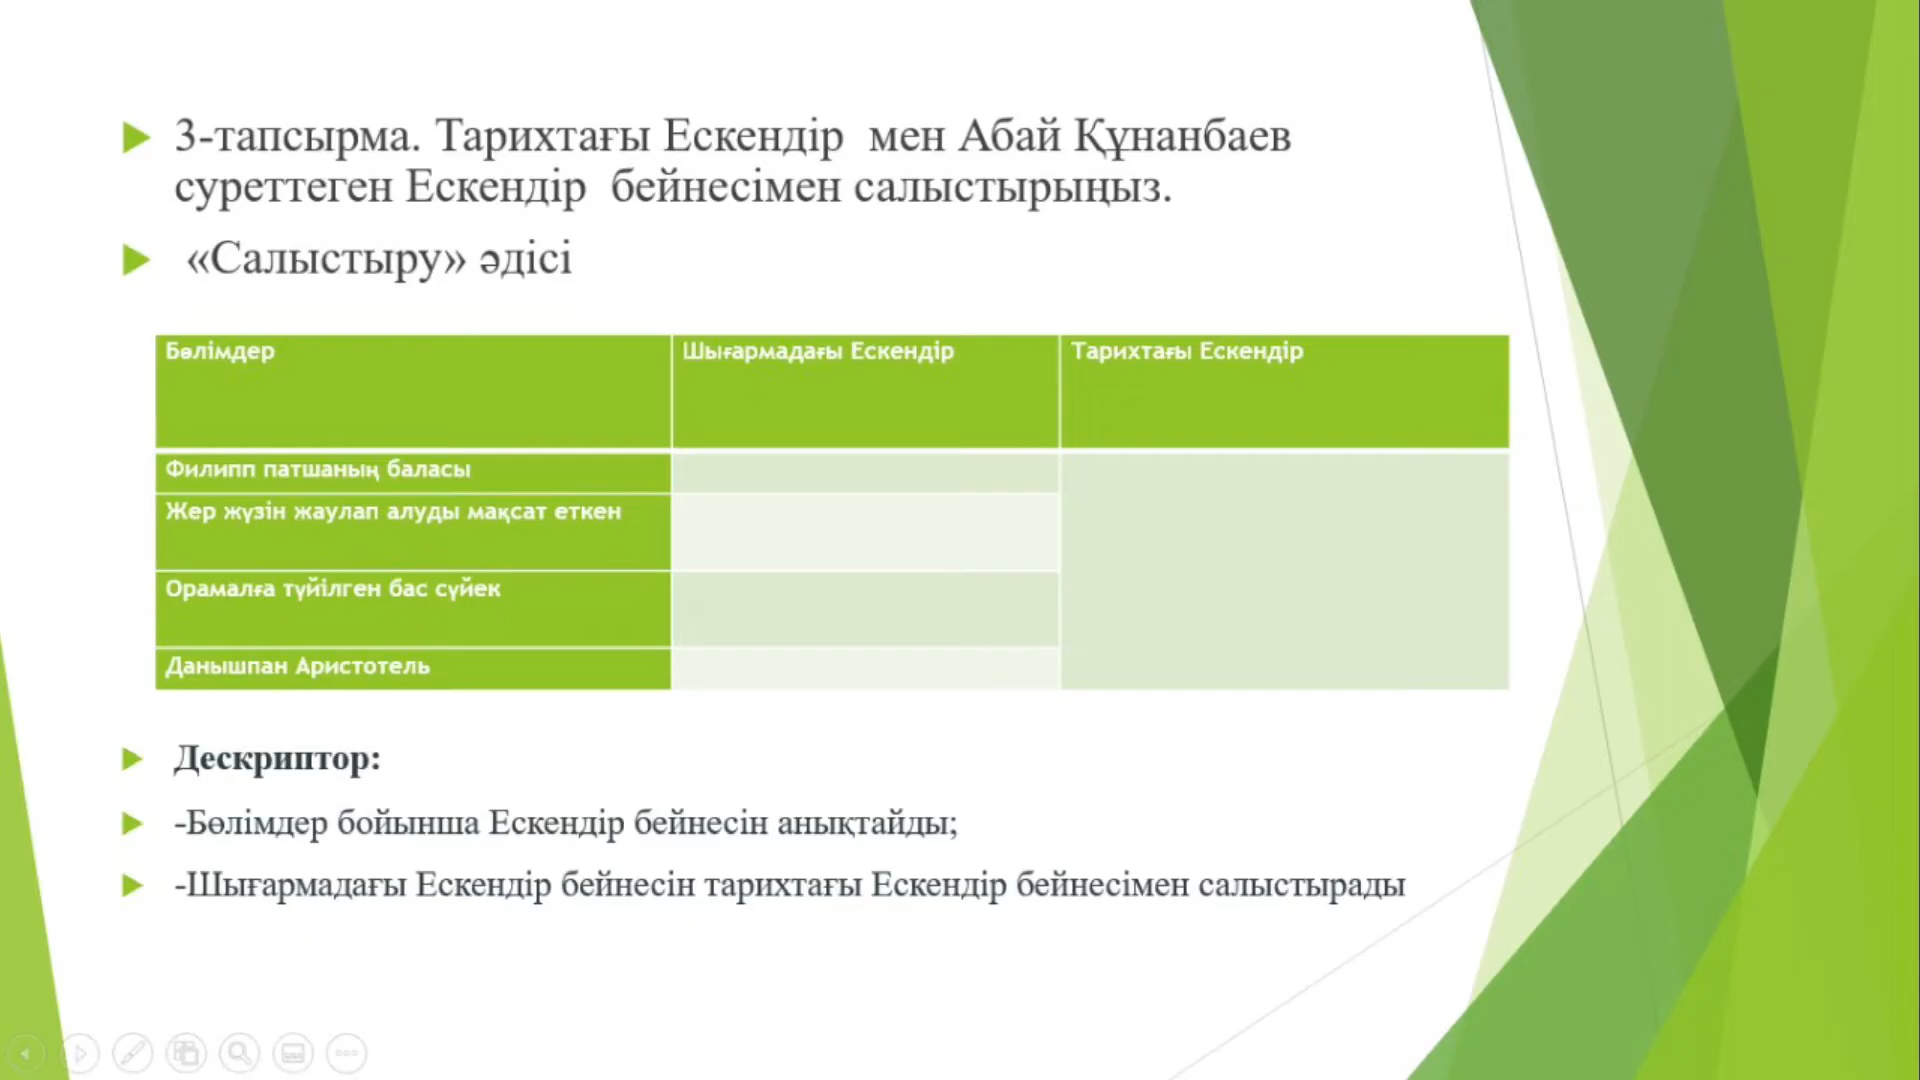 3-тапсырма. Тарихтағы Ескендір  мен Абай Құнанбаев
суреттеген Ескендір  бейнесімен салыстырыңыз.
«Салыстыру» әдісі
Бөлімдер
Шығармадағы Ескендір
Тарихтағы Ескендір
Филипп патшаның баласы
Жер жүзін жаулап алуды мақсат еткен
Орамалға түйілген бас сүйек
Данышпан Аристотель
Дескриптор:
-Бөлімдер бойынша Ескендір бейнесін анықтайды;
-Шығармадағы Ескендір бейнесін тарихтағы Ескендір бейнесімен салыстырады